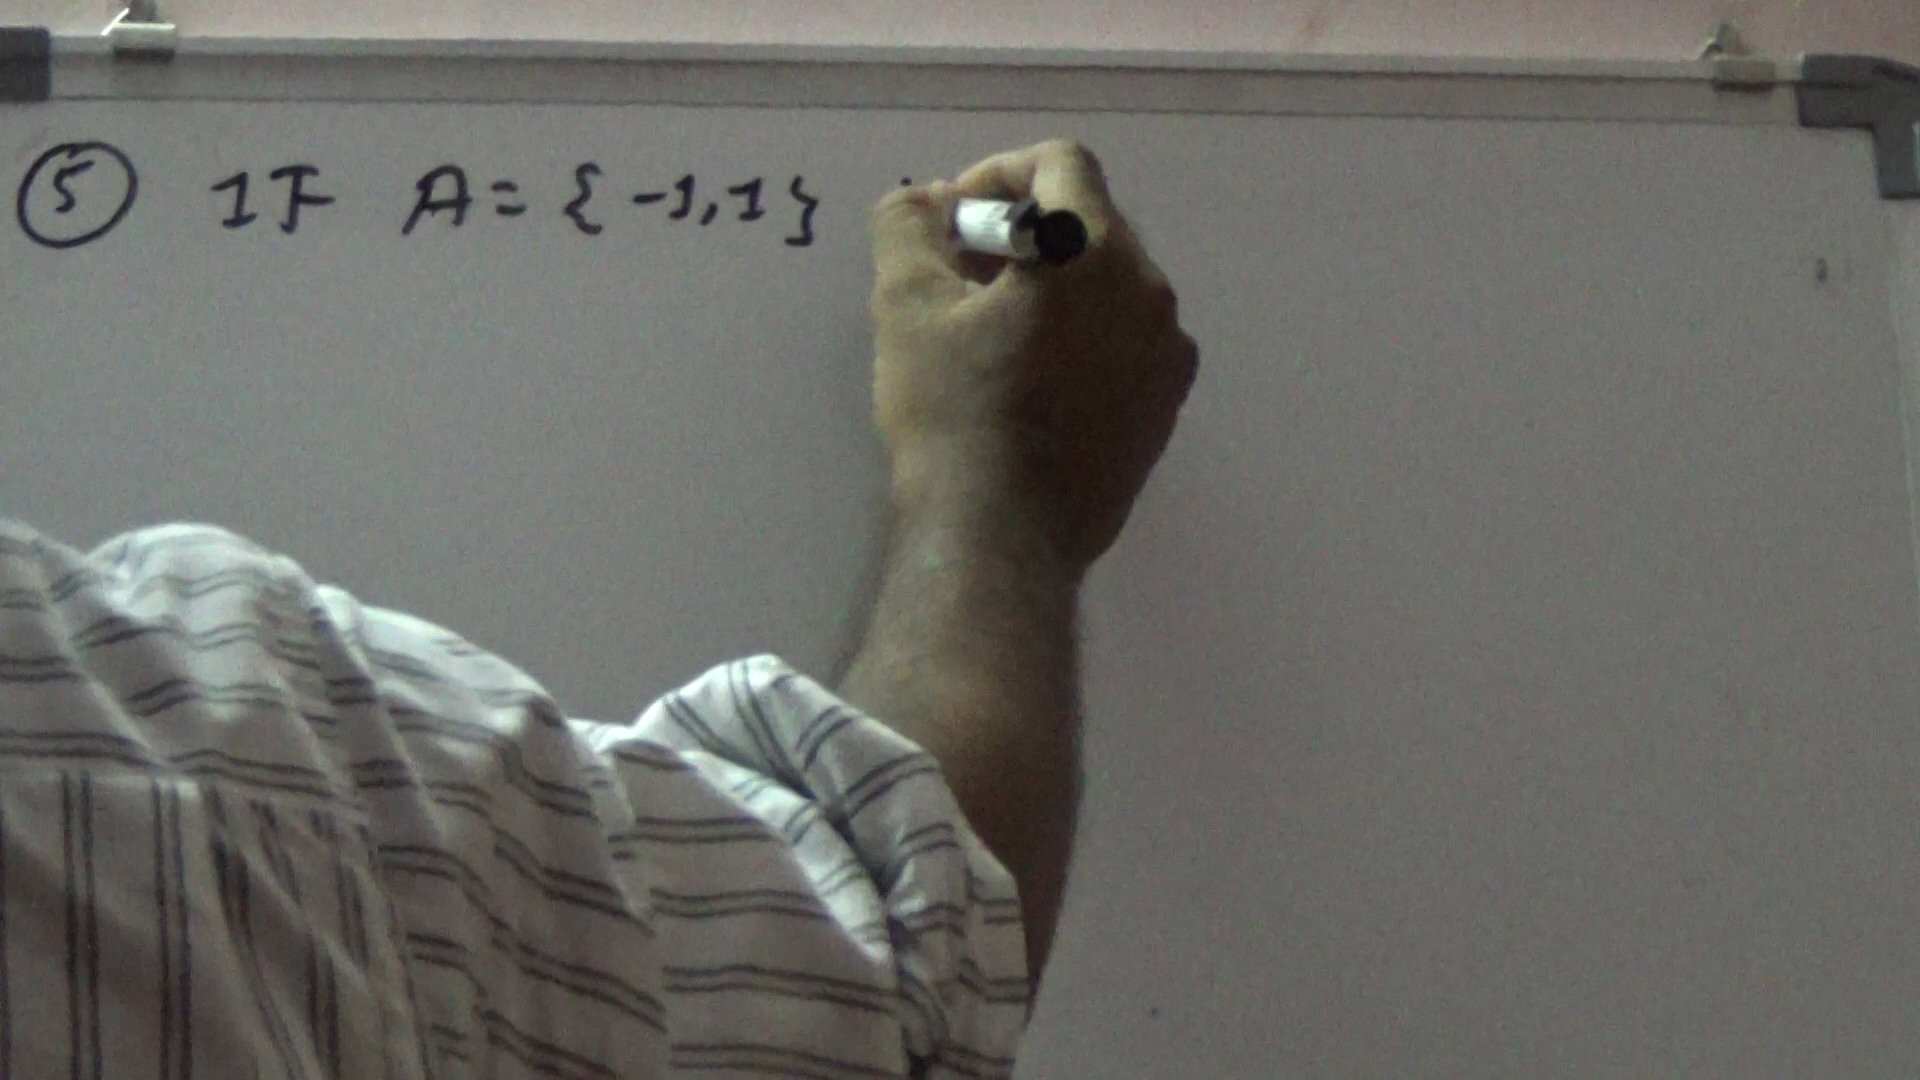 ⑤ IF A = {-1,1}